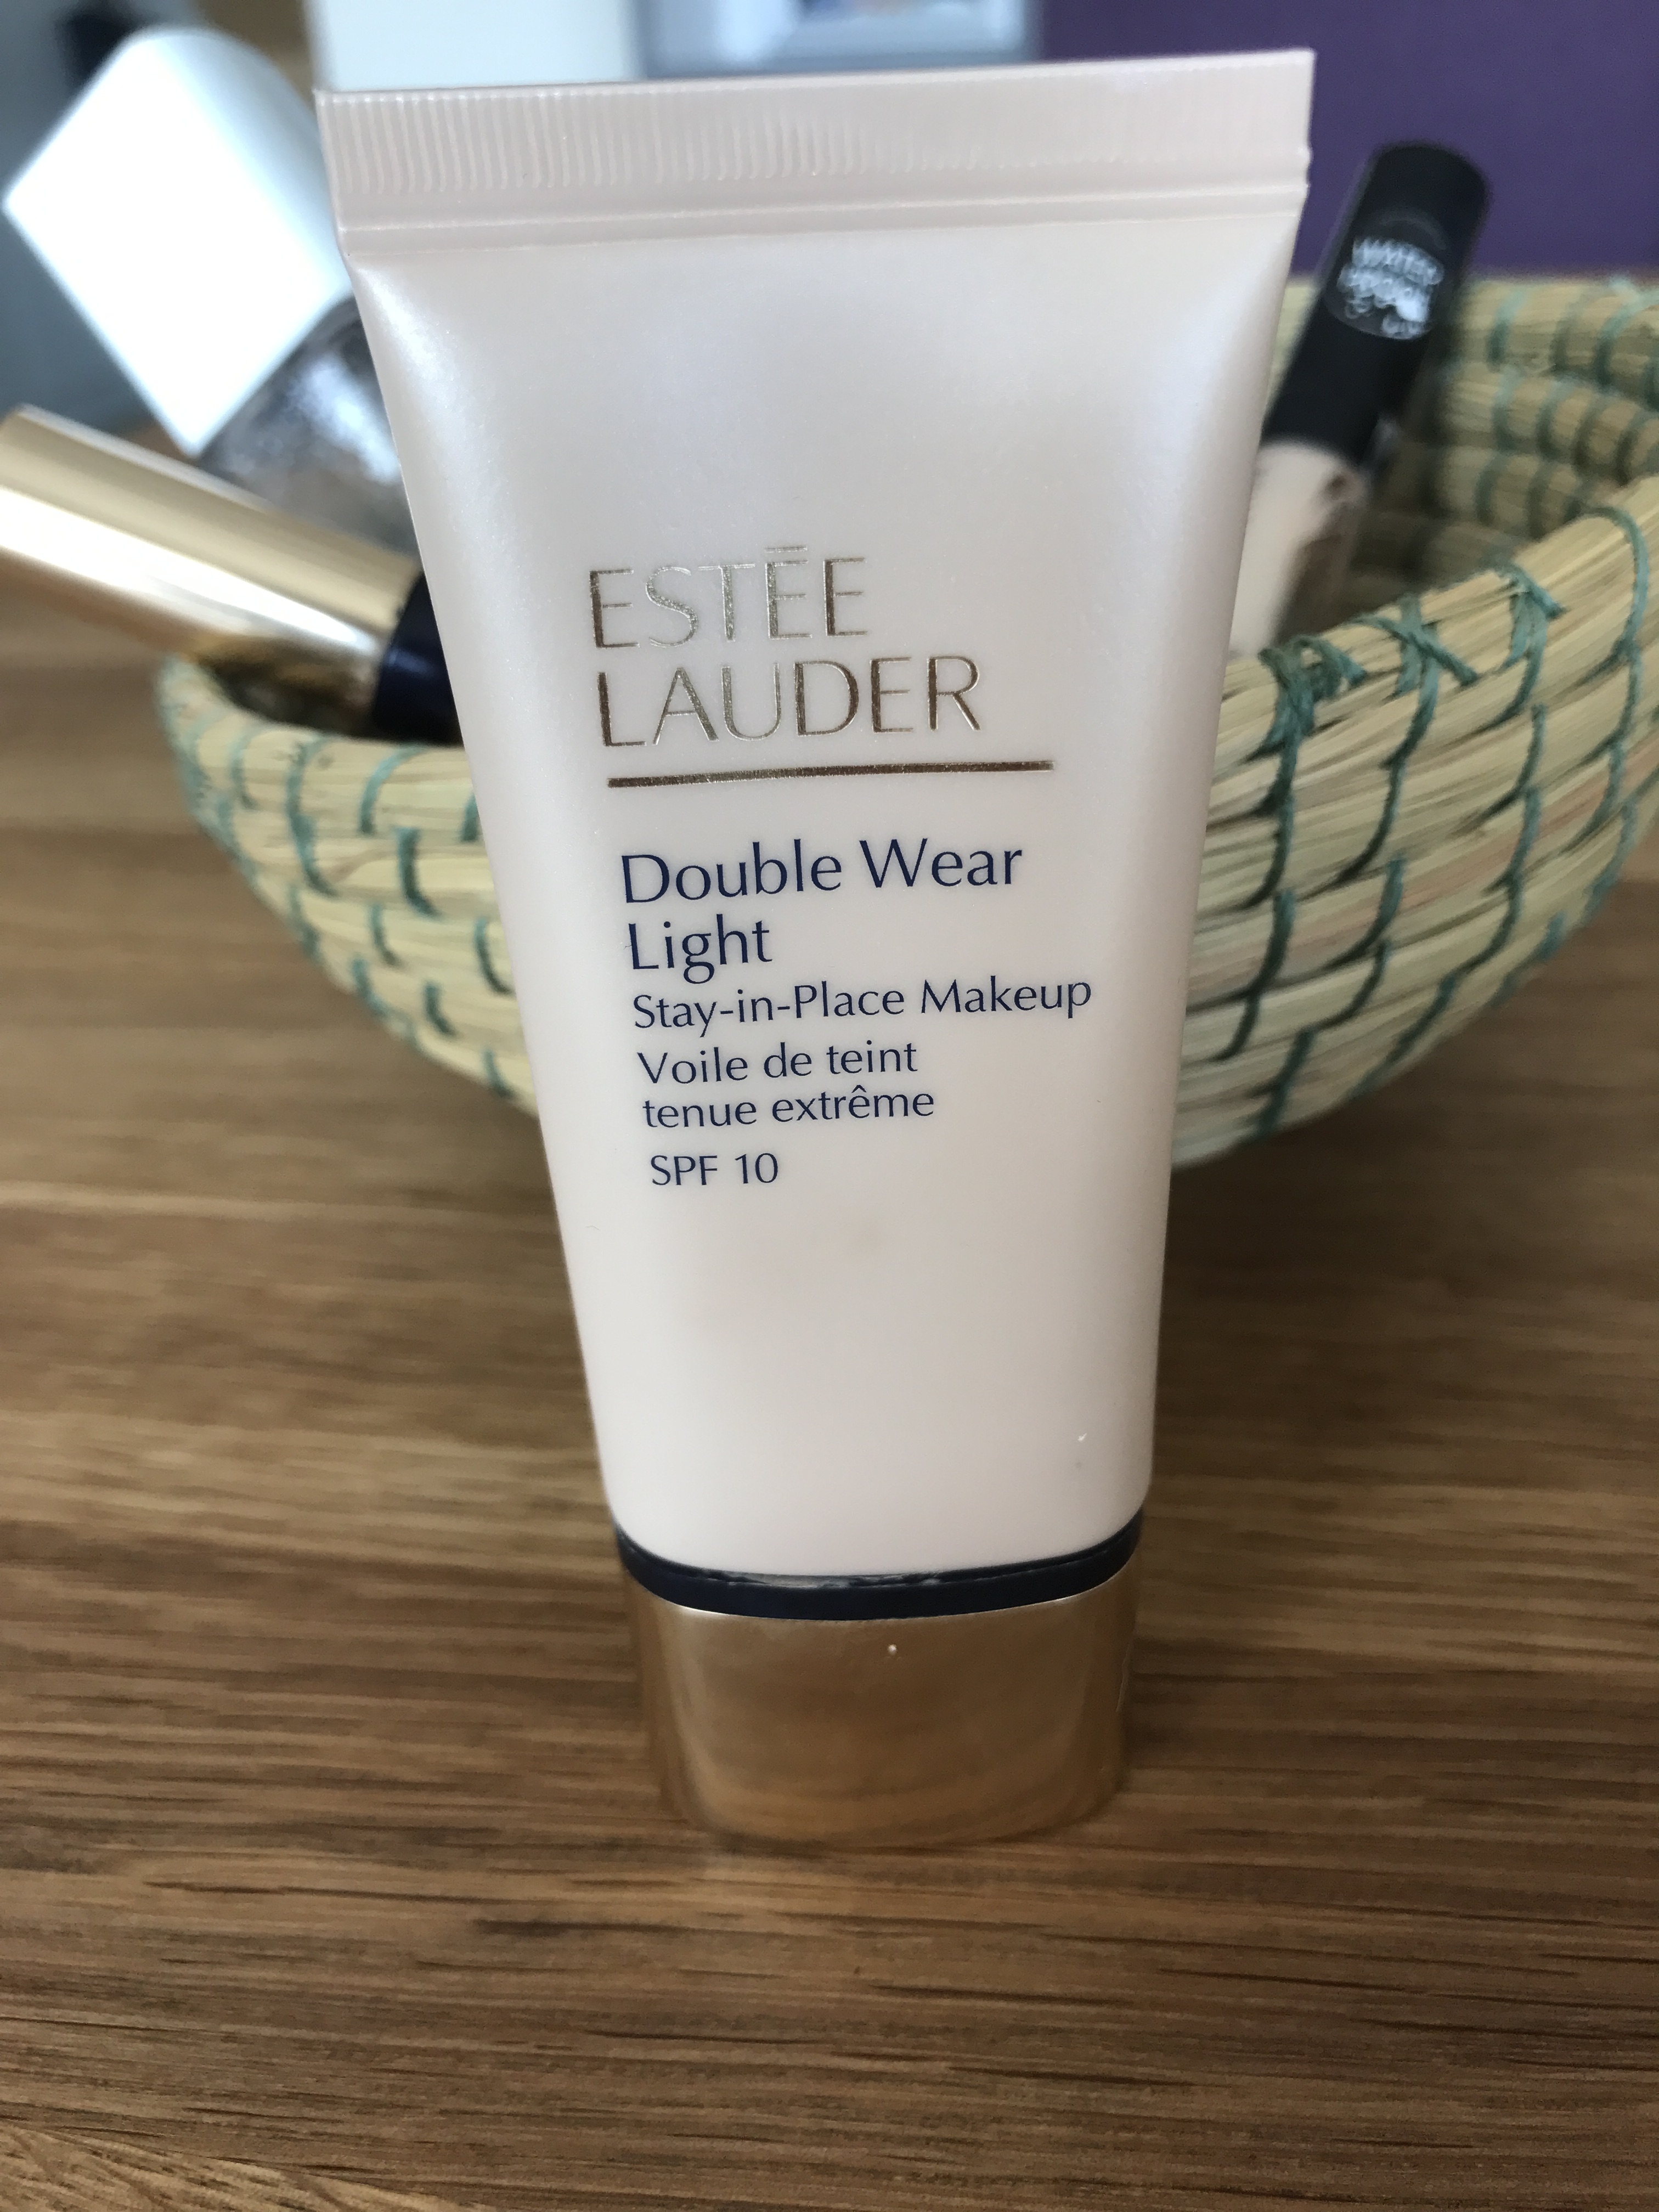 ESTĒE
LAUDER
Double Wear
Light
Stay-in-Place Makeup
Voile de teint
tenue extrême
SPF 10